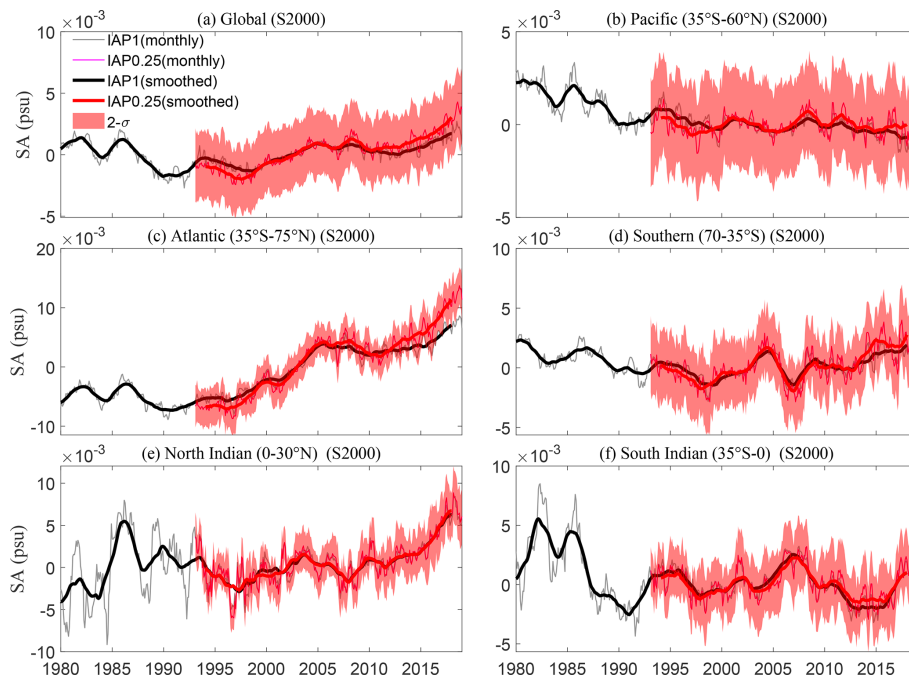 (a) Global (S2000)
×10⁻³
10
5
0
-5
SA (psu)
IAP1(monthly)
IAP0.25(monthly)
IAP1(smoothed)
IAP0.25(smoothed)
2-σ
(b) Pacific (35°S-60°N) (S2000)
×10⁻³
5
0
-5
(c) Atlantic (35°S-75°N) (S2000)
×10⁻³
20
10
0
-10
SA (psu)
(d) Southern (70-35°S) (S2000)
×10⁻³
10
5
0
-5
(e) North Indian (0-30°N) (S2000)
×10⁻³
10
5
0
-5
-10
SA (psu)
1980 1985 1990 1995 2000 2005 2010 2015
(f) South Indian (35°S-0) (S2000)
×10⁻³
10
5
0
-5
1980 1985 1990 1995 2000 2005 2010 2015